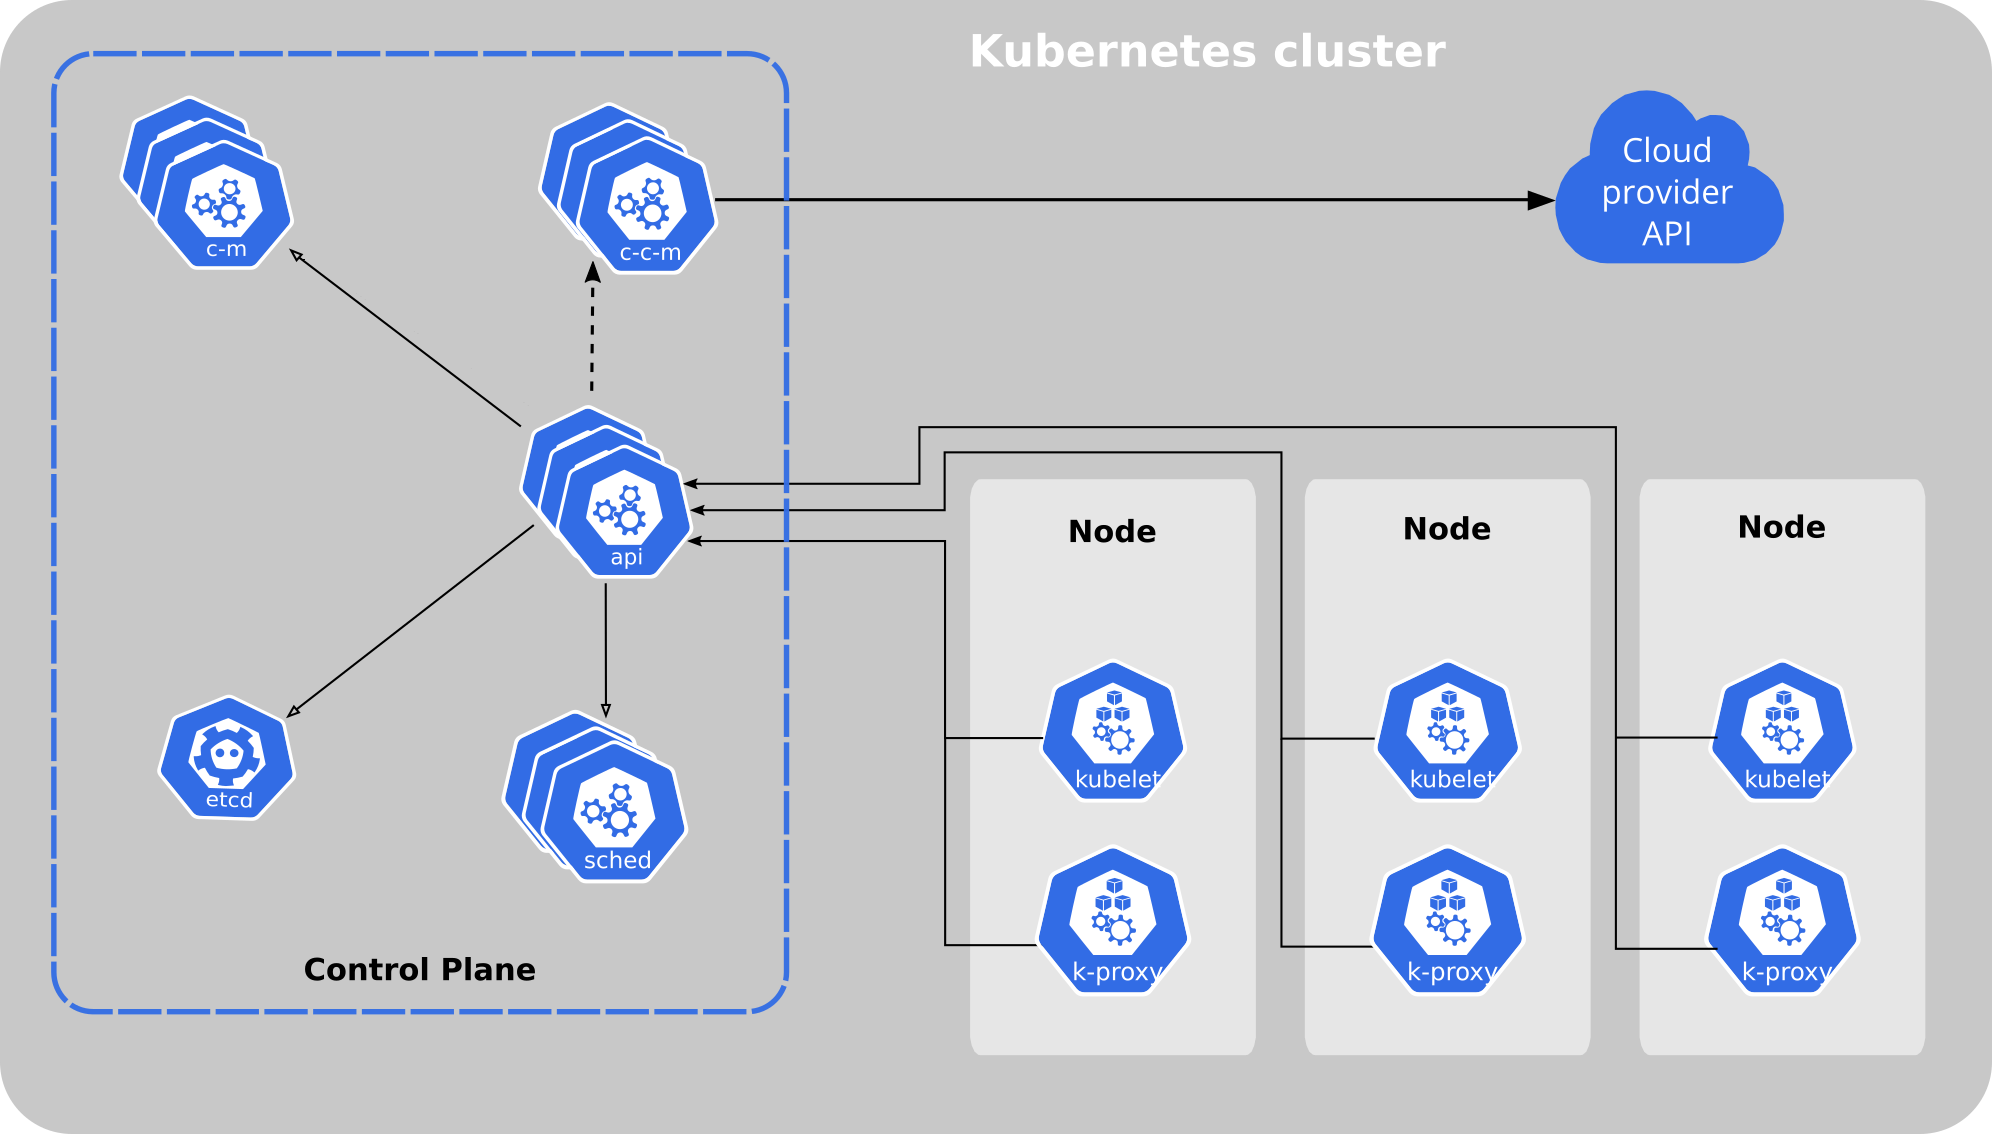 Kubernetes cluster
c-m
c-c-m
Cloud
provider
API
api
etcd
sched
Control Plane
Node
Node
Node
kubelet
kubelet
kubelet
k-proxy
k-proxy
k-proxy